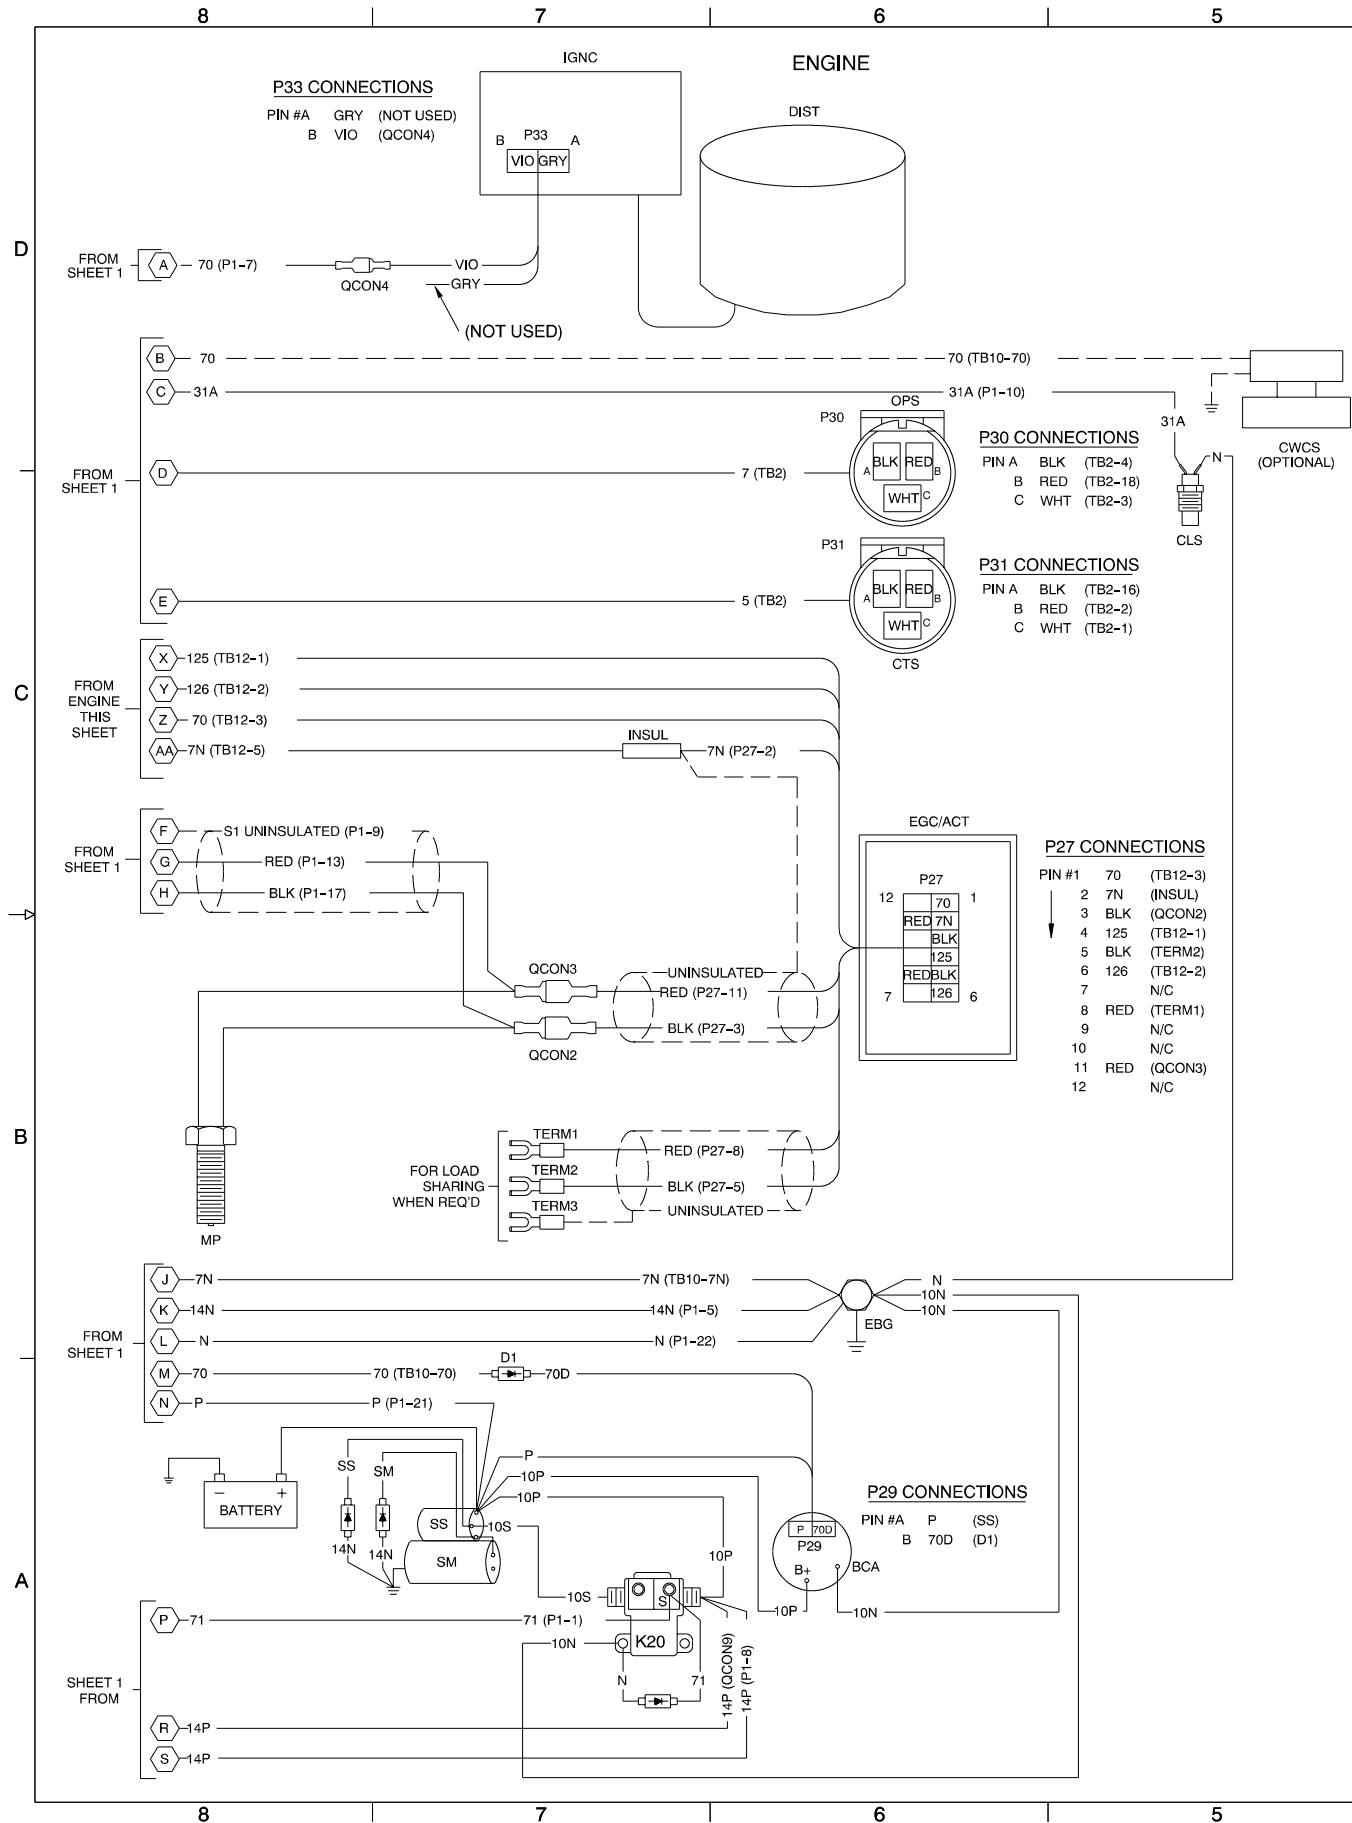 8 7 6 5
IGNC
ENGINE
P33 CONNECTIONS
PIN #A GRY (NOT USED)
B VIO (QCON4)
DIST
B P33 A
VIO GRY
D
FROM
SHEET 1
A 70 (P1-7)
VIO
QCON4
GRY
(NOT USED)
B 70
70 (TB10-70)
C 31A
31A (P1-10)
31A
N
CWCS
(OPTIONAL)
OPS
P30
BLK RED
A B
WHT C
P30 CONNECTIONS
PIN A BLK (TB2-4)
B RED (TB2-18)
C WHT (TB2-3)
FROM
SHEET 1
D
7 (TB2)
CLS
P31
BLK RED
A B
WHT C
CTS
P31 CONNECTIONS
PIN A BLK (TB2-16)
B RED (TB2-2)
C WHT (TB2-1)
E
5 (TB2)
C
FROM
ENGINE
THIS
SHEET
X 125 (TB12-1)
Y 126 (TB12-2)
Z 70 (TB12-3)
AA 7N (TB12-5)
INSUL
7N (P27-2)
FROM
SHEET 1
F S1 UNINSULATED (P1-9)
G RED (P1-13)
H BLK (P1-17)
EGC/ACT
P27
12 70 1
RED 7N
BLK
125
RED BLK
7 126 6
P27 CONNECTIONS
PIN #1 70 (TB12-3)
2 7N (INSUL)
3 BLK (QCON2)
4 125 (TB12-1)
5 BLK (TERM2)
6 126 (TB12-2)
7 N/C
8 RED (TERM1)
9 N/C
10 N/C
11 RED (QCON3)
12 N/C
QCON3
UNINSULATED
RED (P27-11)
BLK (P27-3)
QCON2
B
MP
FOR LOAD
SHARING
WHEN REQ'D
TERM1
RED (P27-8)
TERM2
BLK (P27-5)
TERM3
UNINSULATED
FROM
SHEET 1
J 7N
7N (TB10-7N)
N
K 14N
14N (P1-5)
10N
10N
EBG
L N
N (P1-22)
M 70
70 (TB10-70)
D1
70D
N P
P (P1-21)
P
10P
10P
SS
SM
BATTERY
- +
14N
14N
SS
SM
10S
10P
P29 CONNECTIONS
PIN #A P (SS)
B 70D (D1)
P 70D
P29
B+
BCA
10P
10N
A
10S
S
K20
P 71
71 (P1-1)
10N
N
71
14P (QCON9)
14P (P1-8)
SHEET 1
FROM
R 14P
S 14P
8 7 6 5